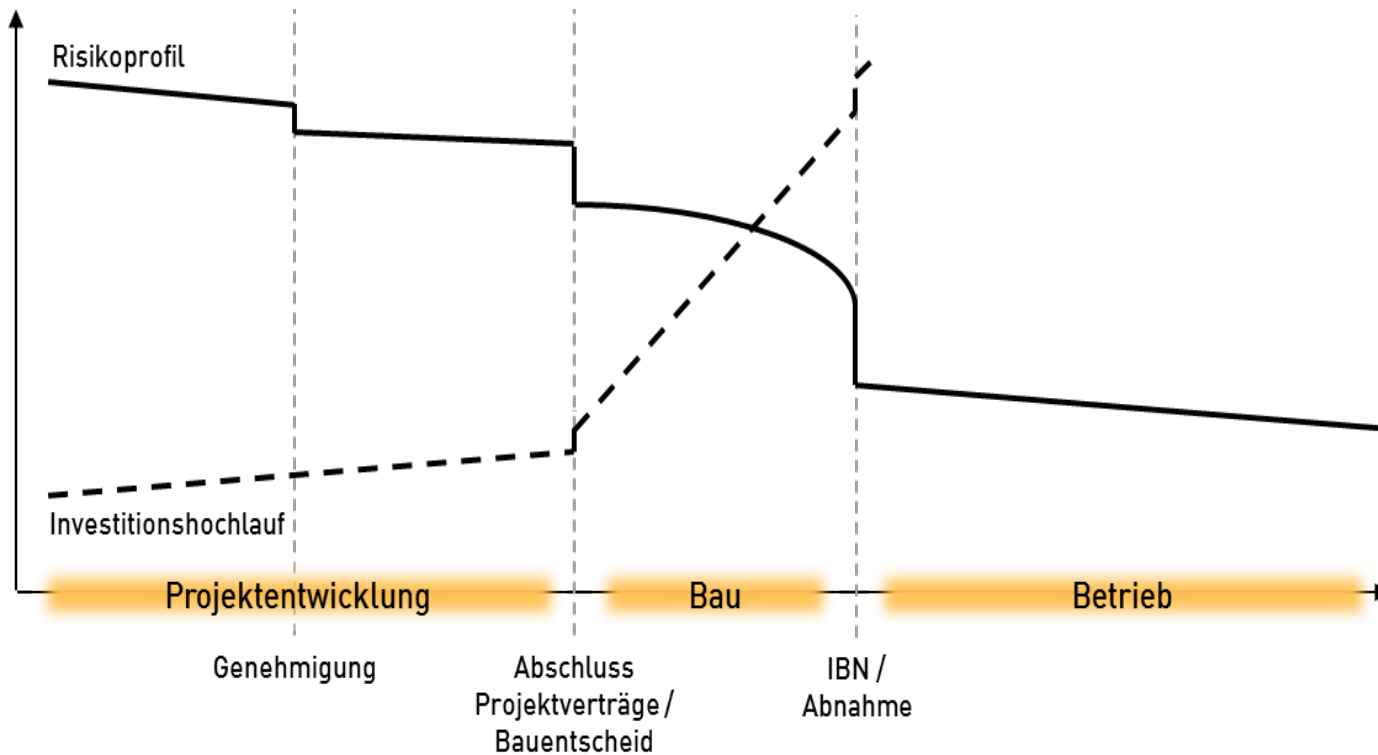 Risikoprofil
Investitionshochlauf
Projektentwicklung
Bau
Betrieb
Genehmigung
Abschluss
Projektverträge /
Bauentscheid
IBN /
Abnahme